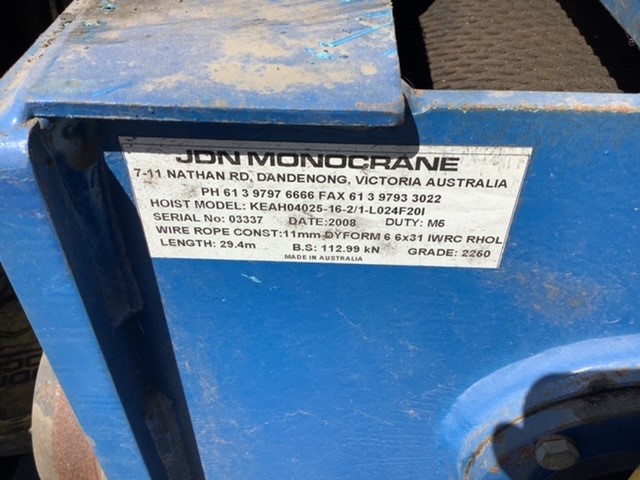 JDN MONOCRANE
7-11 NATHAN RD, DANDENONG, VICTORIA AUSTRALIA
PH 61 3 9797 6666 FAX 61 3 9793 3022
HOIST MODEL: KEAH04025-16-2/1-L024F20I
SERIAL No: 03337 DATE:2008 DUTY: M5
WIRE ROPE CONST:11mm DYFORM 6 6x31 IWRC RHOL
LENGTH: 29.4m B.S: 112.99 kN GRADE: 2250
MADE IN AUSTRALIA